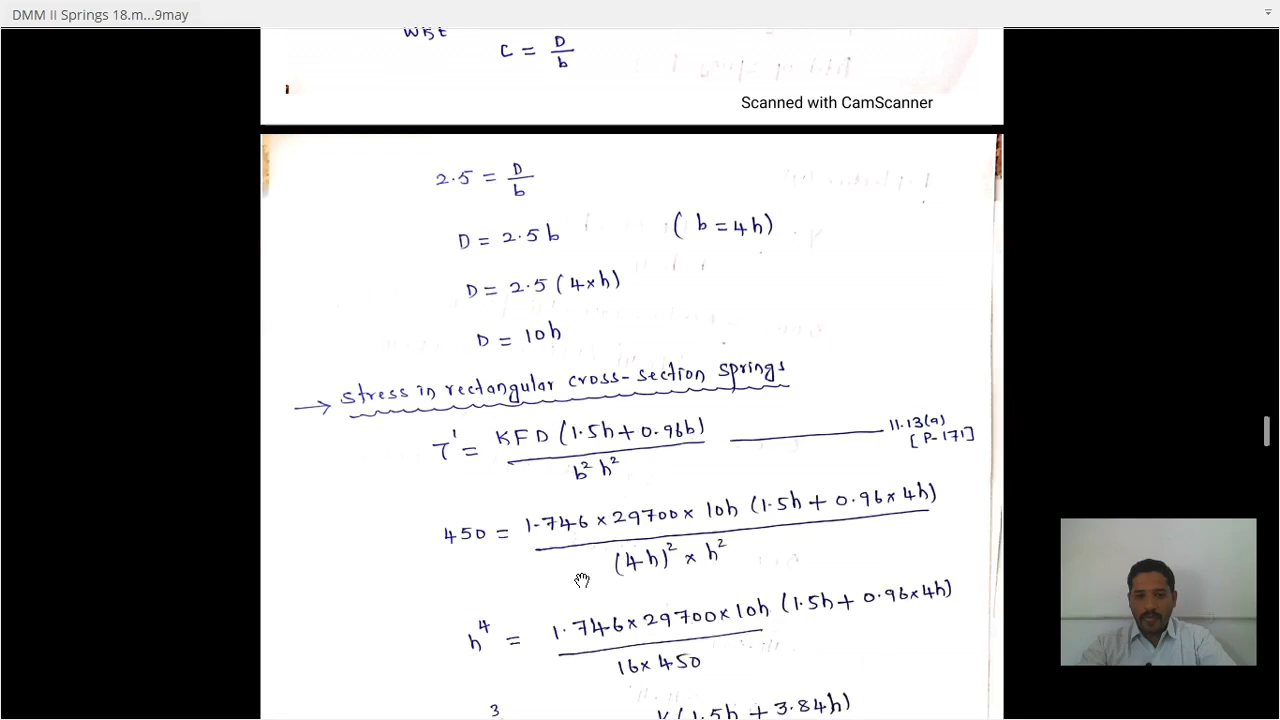 DMM II Springs 18.m...9may
WKT
C = D/b
Scanned with CamScanner
2.5 = D/b
D = 2.5b (b = 4h)
D = 2.5 (4×h)
D = 10h
→ stress in rectangular cross-section springs
τ' = KFD (1.5h + 0.96b) / b² h² — 11.13(a)
[P-171]
450 = 1.746 × 29700 × 10h (1.5h + 0.96 × 4h) / (4h)² × h²
h⁴ = 1.746 × 29700 × 10h (1.5h + 0.96 × 4h) / 16 × 450
3
(1.5h + 3.84h)